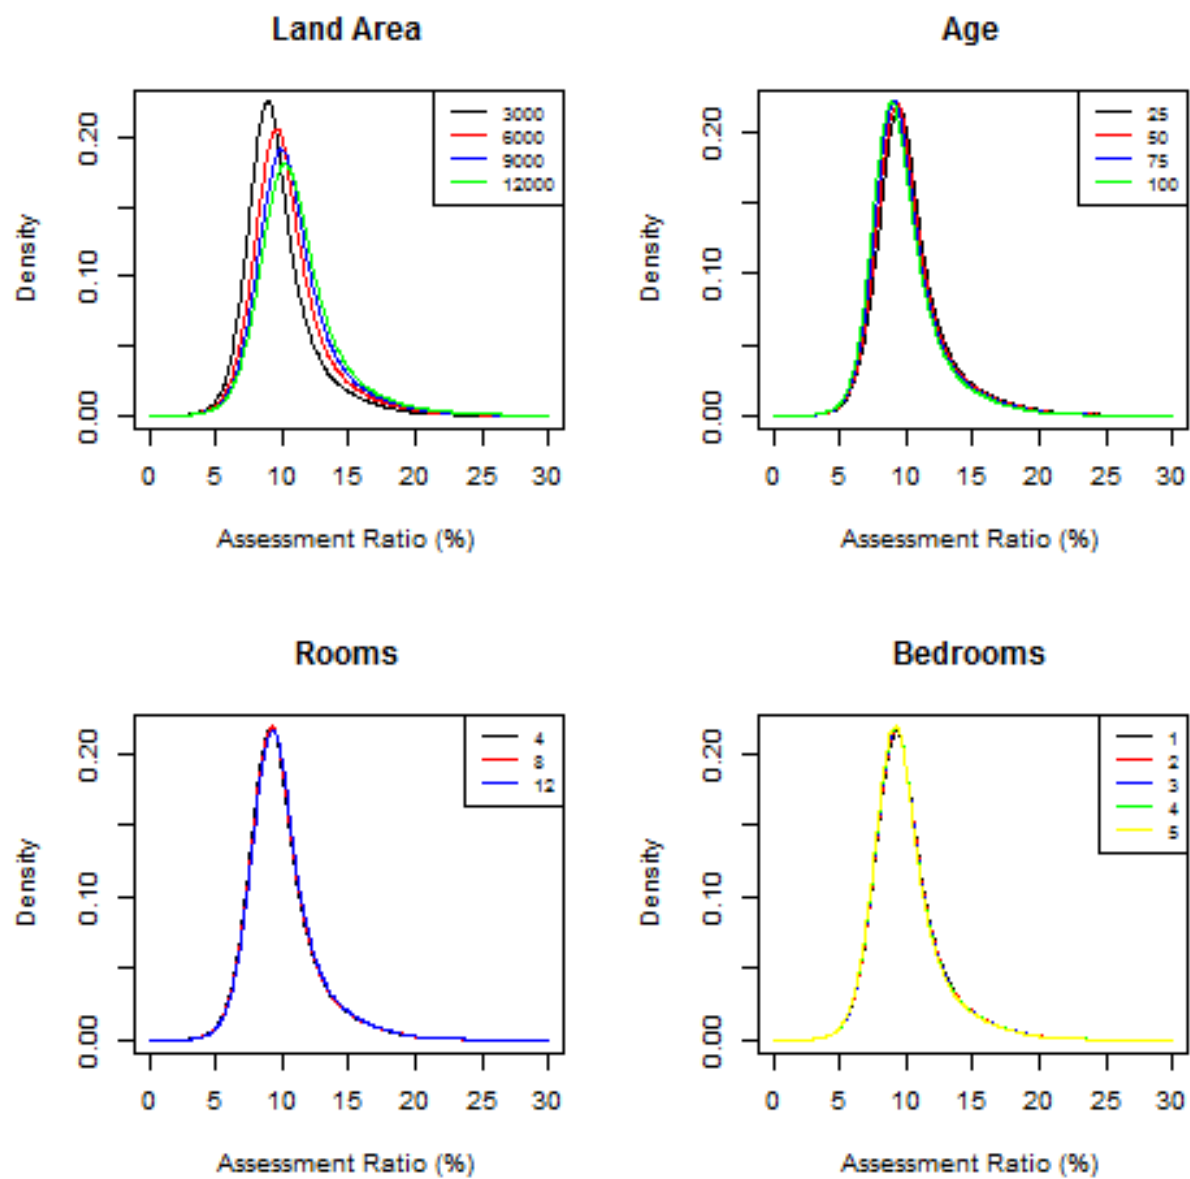 Land Area
Density
0.20
0.10
0.00
3000
6000
9000
12000
0 5 10 15 20 25 30
Assessment Ratio (%)
Age
Density
0.20
0.10
0.00
25
50
75
100
0 5 10 15 20 25 30
Assessment Ratio (%)
Rooms
Density
0.20
0.10
0.00
4
8
12
0 5 10 15 20 25 30
Assessment Ratio (%)
Bedrooms
Density
0.20
0.10
0.00
1
2
3
4
5
0 5 10 15 20 25 30
Assessment Ratio (%)